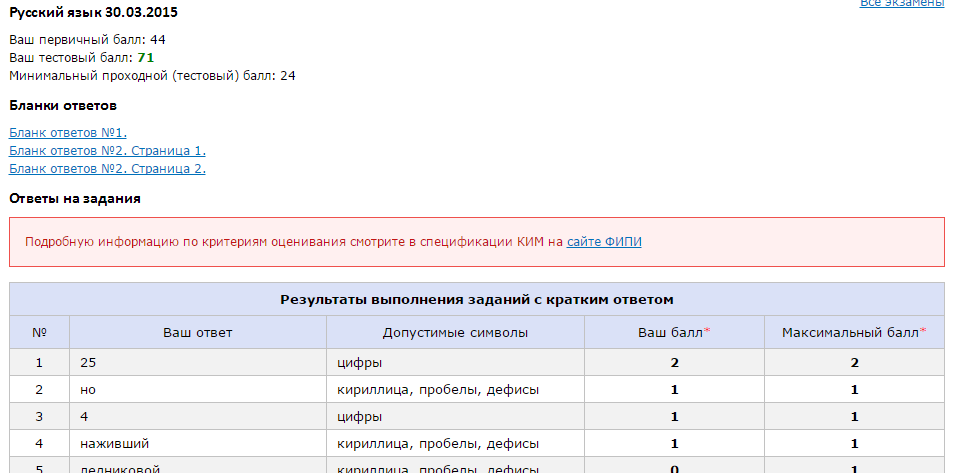 Все экзамены
Русский язык 30.03.2015
Ваш первичный балл: 44
Ваш тестовый балл: 71
Минимальный проходной (тестовый) балл: 24
Бланки ответов
Бланк ответов №1.
Бланк ответов №2. Страница 1.
Бланк ответов №2. Страница 2.
Ответы на задания
Подробную информацию по критериям оценивания смотрите в спецификации КИМ на сайте ФИПИ
Результаты выполнения заданий с кратким ответом
№ Ваш ответ Допустимые символы Ваш балл* Максимальный балл*
1 25 цифры 2 2
2 но кириллица, пробелы, дефисы 1 1
3 4 цифры 1 1
4 наживший кириллица, пробелы, дефисы 1 1
5 ледниковой кириллица, пробелы, дефисы 0 1